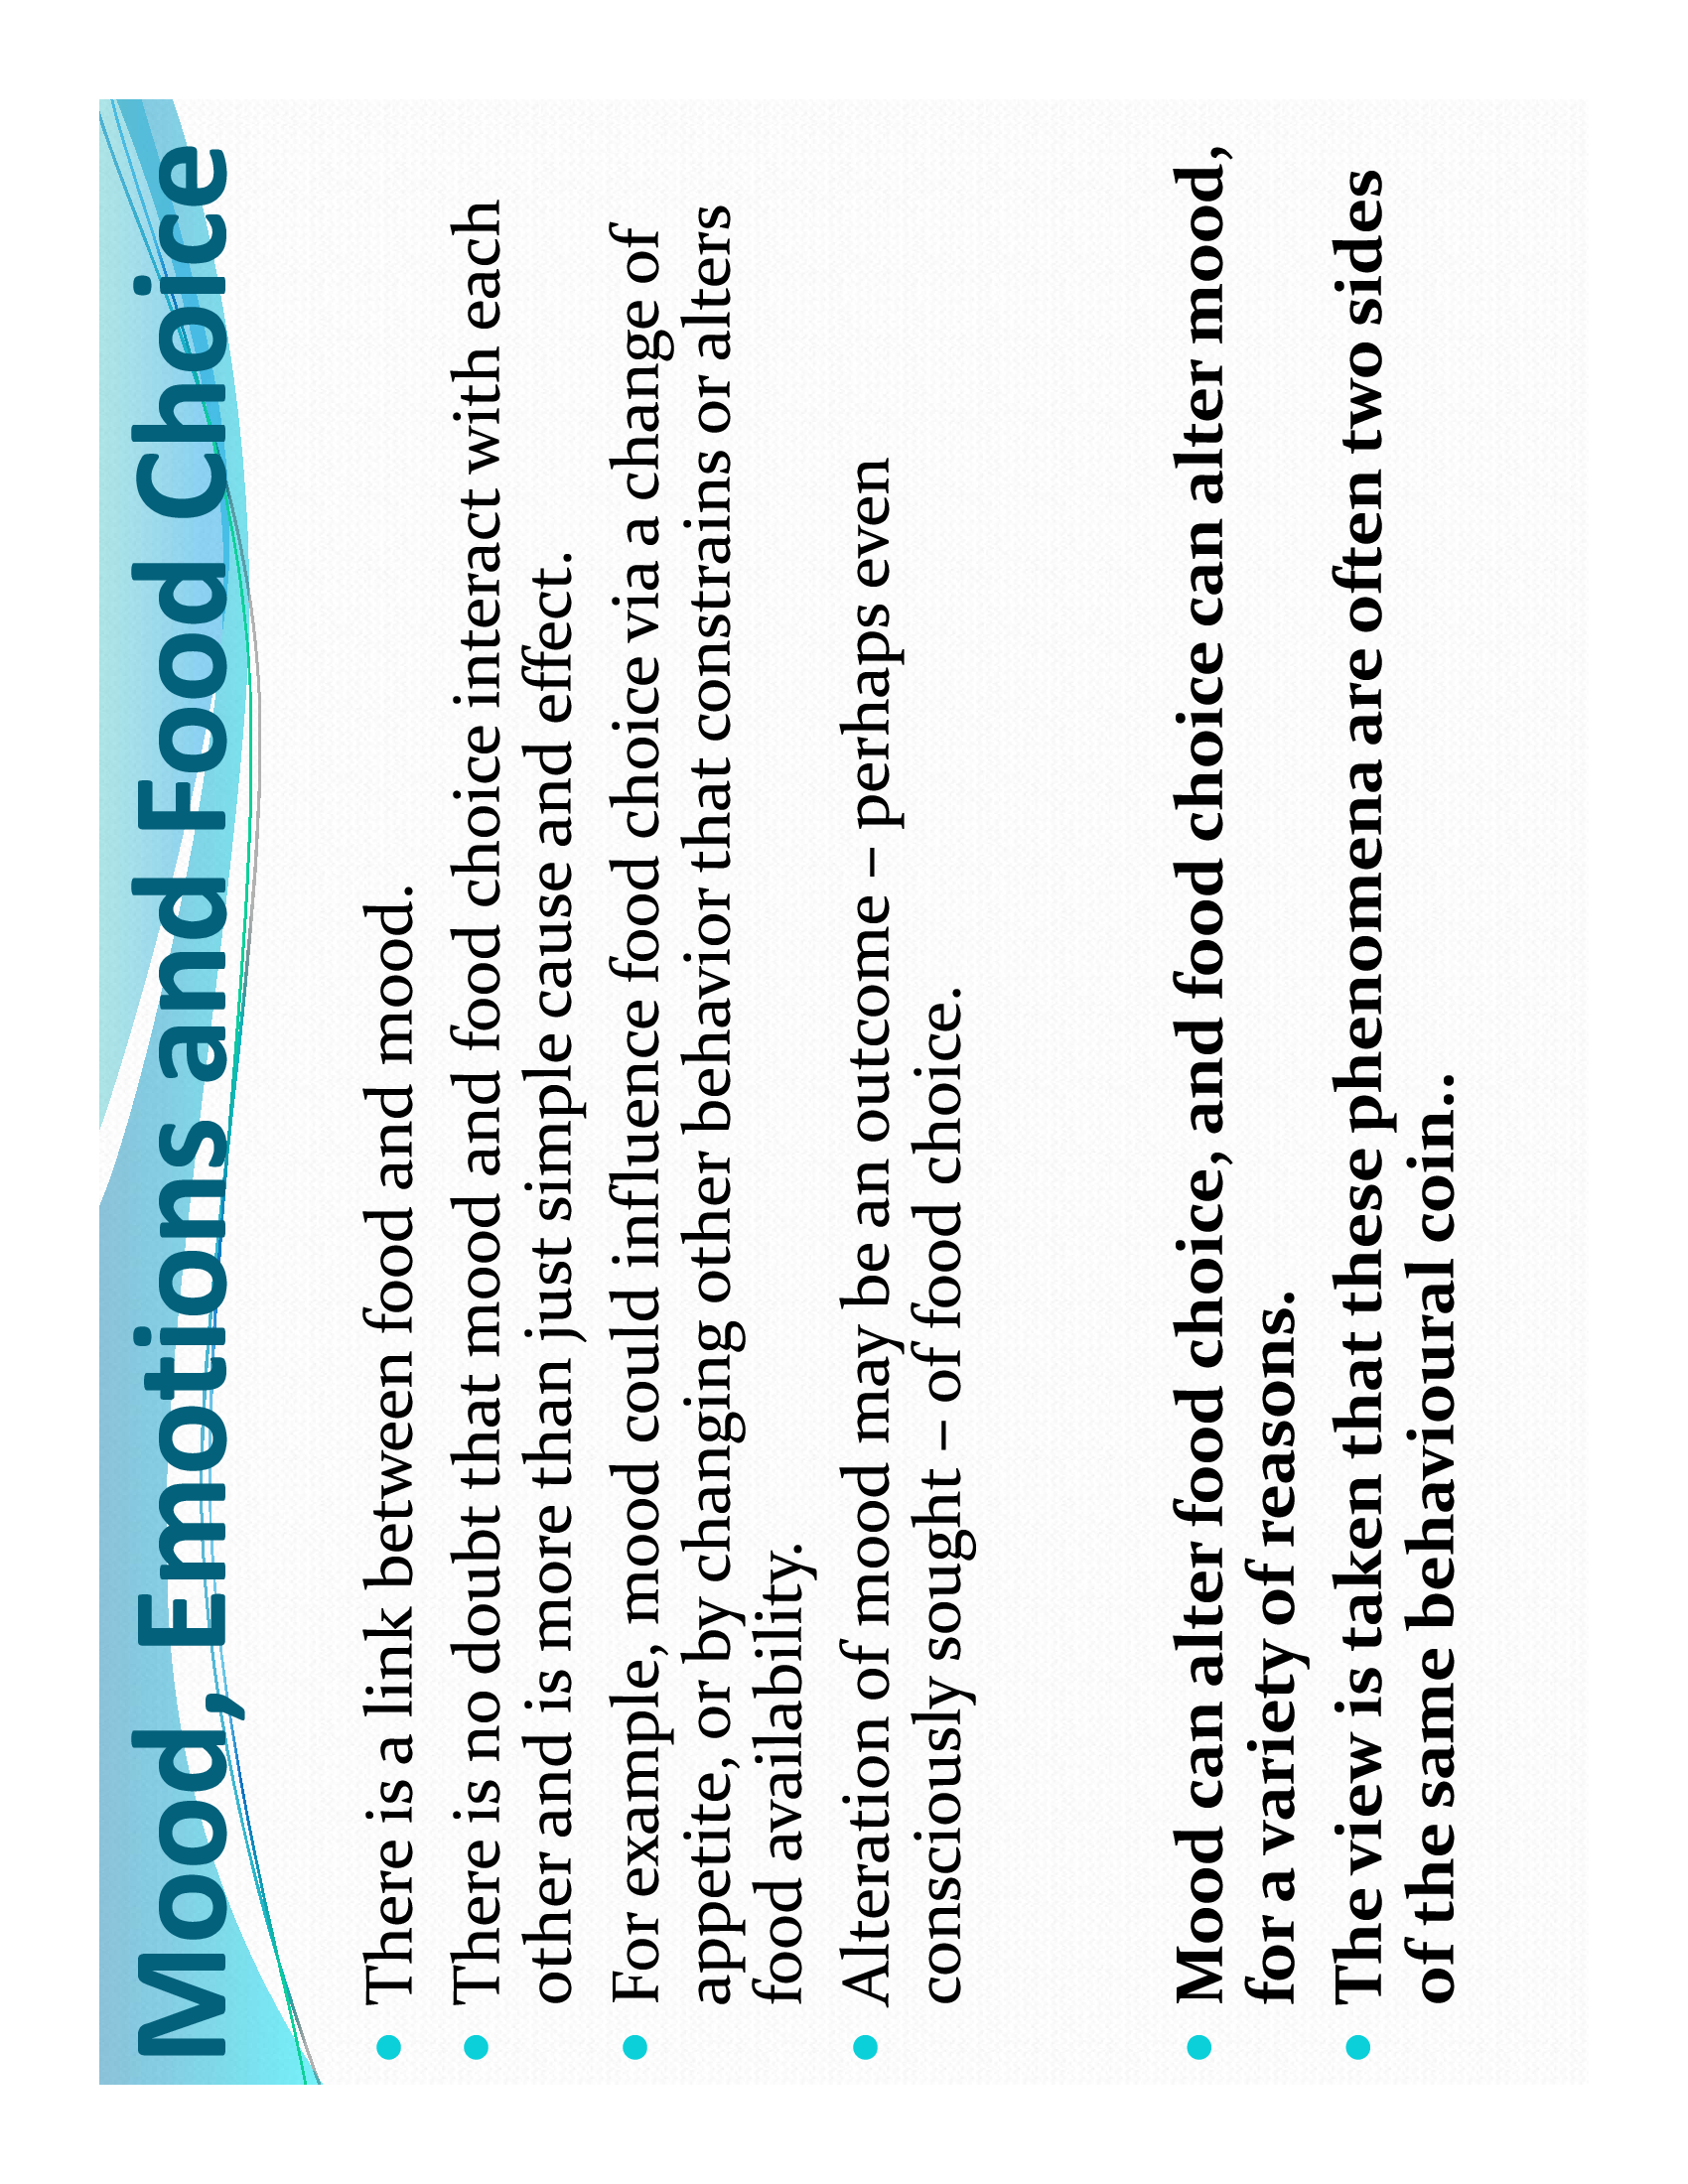 Mood, Emotions and Food Choice
• There is a link between food and mood.
• There is no doubt that mood and food choice interact with each
other and is more than just simple cause and effect.
• For example, mood could influence food choice via a change of
appetite, or by changing other behavior that constrains or alters
food availability.
• Alteration of mood may be an outcome – perhaps even
consciously sought – of food choice.
• Mood can alter food choice, and food choice can alter mood,
for a variety of reasons.
• The view is taken that these phenomena are often two sides
of the same behavioural coin..